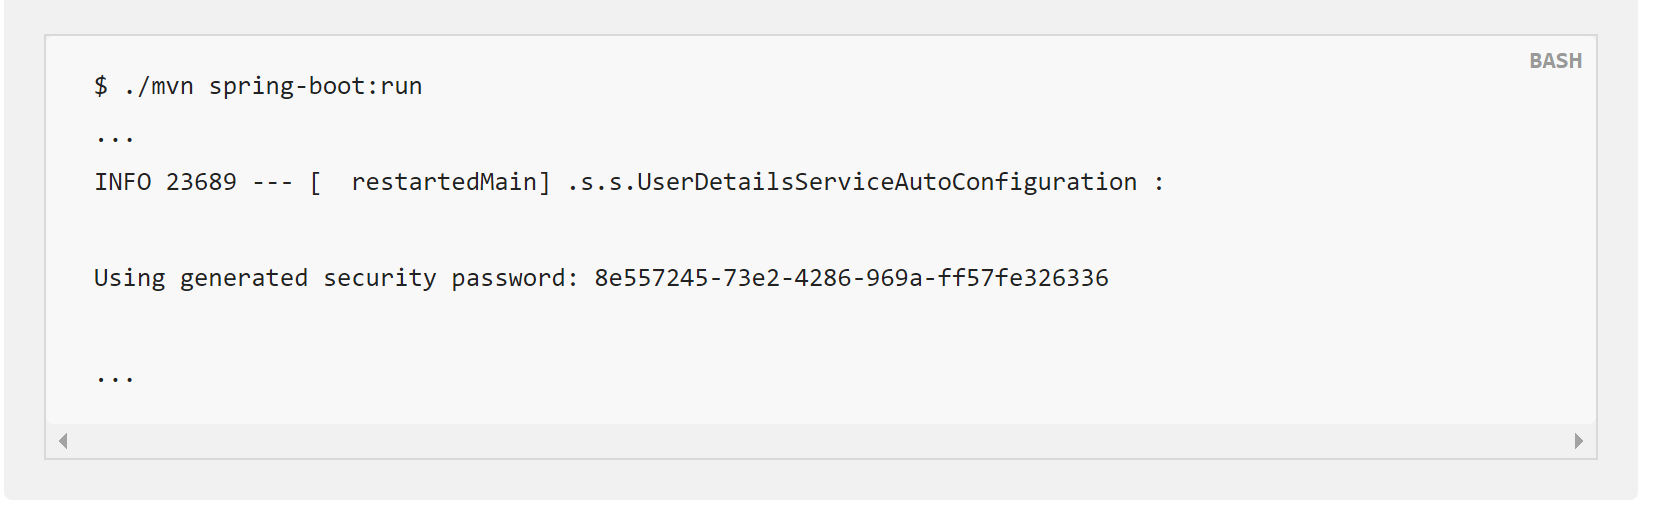 BASH
$ ./mvn spring-boot:run
...
INFO 23689 --- [  restartedMain] .s.s.UserDetailsServiceAutoConfiguration :
Using generated security password: 8e557245-73e2-4286-969a-ff57fe326336
...